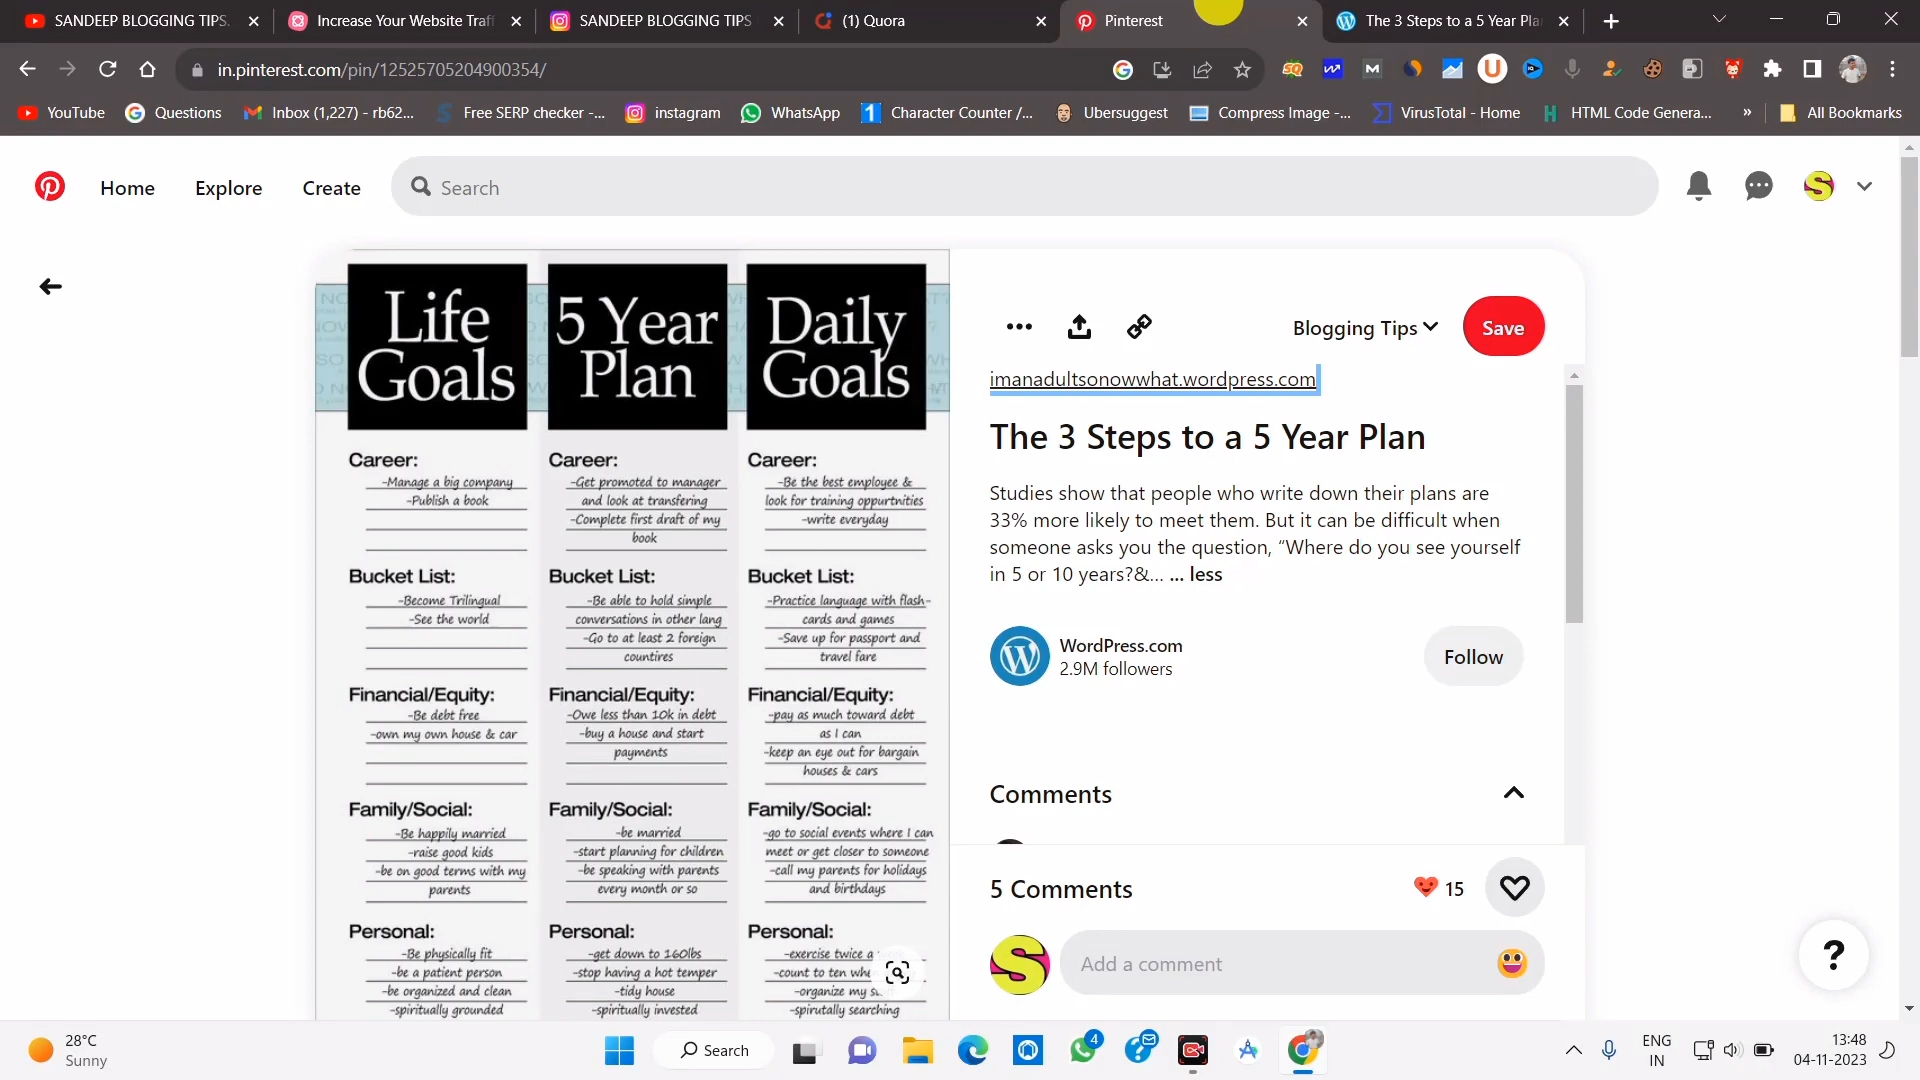 SANDEEP BLOGGING TIPS.
Increase Your Website Traff
SANDEEP BLOGGING TIPS
(1) Quora
Pinterest
The 3 Steps to a 5 Year Pla
in.pinterest.com/pin/12525705204900354/
YouTube
Questions
Inbox (1,227) - rb62...
Free SERP checker -...
instagram
WhatsApp
Character Counter /...
Ubersuggest
Compress Image -...
VirusTotal - Home
HTML Code Genera...
»
All Bookmarks
Home
Explore
Create
Search
Life Goals
5 Year Plan
Daily Goals
Career:
-Manage a big company
-Publish a book
Career:
-Get promoted to manager
and look at transfering
-Complete first draft of my
book
Career:
-Be the best employee &
look for training oppurtnities
-write everyday
Bucket List:
-Become Trilingual
-See the world
Bucket List:
-Be able to hold simple
conversations in other lang
-Go to at least 2 foreign
countires
Bucket List:
-Practice language with flash-
cards and games
-Save up for passport and
travel fare
Financial/Equity:
-Be debt free
-own my own house & car
Financial/Equity:
-Owe less than 10k in debt
-buy a house and start
payments
Financial/Equity:
-pay as much toward debt
as I can
-keep an eye out for bargain
houses & cars
Family/Social:
-Be happily married
-raise good kids
-be on good terms with my
parents
Family/Social:
-be married
-start planning for children
-be speaking with parents
every month or so
Family/Social:
-go to social events where I can
meet or get closer to someone
-call my parents for holidays
and birthdays
Personal:
-Be physically fit
-be a patient person
-be organized and clean
-spiritually grounded
Personal:
-get down to 160lbs
-stop having a hot temper
-tidy house
-spiritually invested
Personal:
-exercise twice a
-count to ten
-organize my
-spirutally searching
Blogging Tips
Save
imanadultsonowwhat.wordpress.com
The 3 Steps to a 5 Year Plan
Studies show that people who write down their plans are
33% more likely to meet them. But it can be difficult when
someone asks you the question, “Where do you see yourself
in 5 or 10 years?&... ... less
WordPress.com
2.9M followers
Follow
Comments
5 Comments
15
Add a comment
?
28°C
Sunny
Search
4
ENG
IN
13:48
04-11-2023